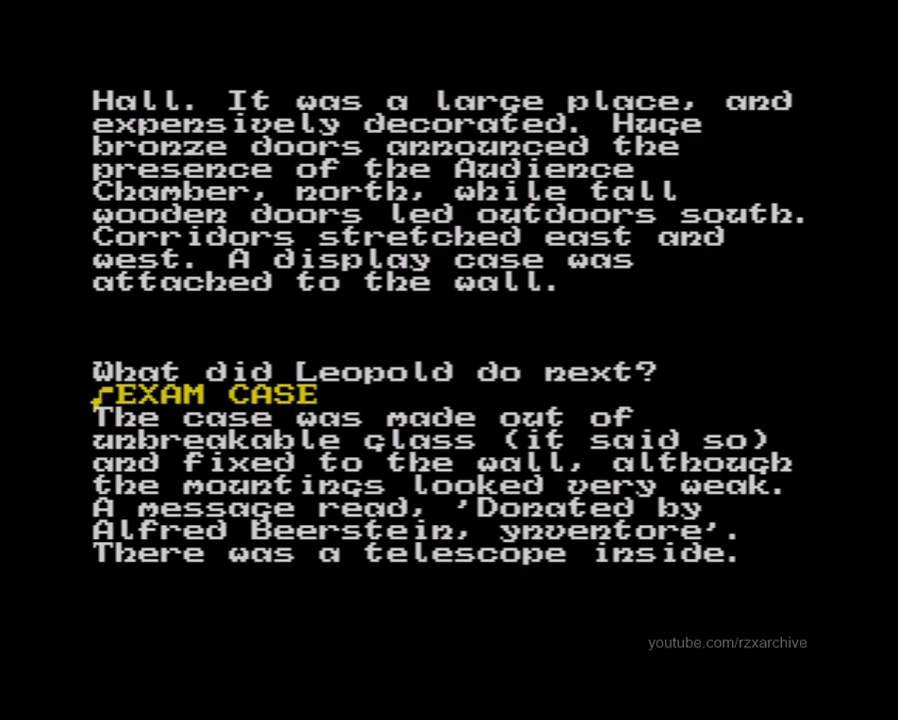 Hall. It was a large place, and
expensively decorated. Huge
bronze doors announced the
presence of the Audience
Chamber, north, while tall
wooden doors led outdoors south.
Corridors stretched east and
west. A display case was
attached to the wall.
What did Leopold do next?
EXAM CASE
The case was made out of
unbreakable glass (it said so)
and fixed to the wall, although
the mountings looked very weak.
A message read, 'Donated by
Alfred Beerstein, ynventore'.
There was a telescope inside.
youtube.com/rzxarchive